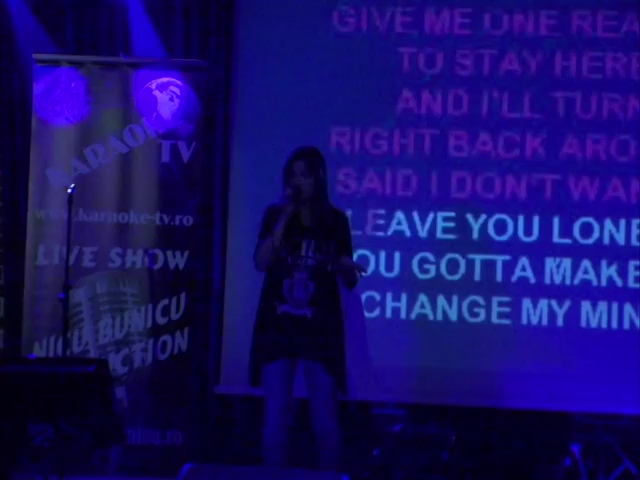 KARAOKE
TV
www.karaoke-tv.ro
LIVE SHOW
NICU BUNICU
GIVE ME ONE REA
TO STAY HERE
AND I'LL TURN
RIGHT BACK ARO
SAID I DON'T WAN
LEAVE YOU LONE
OU GOTTA MAKE
CHANGE MY MIN